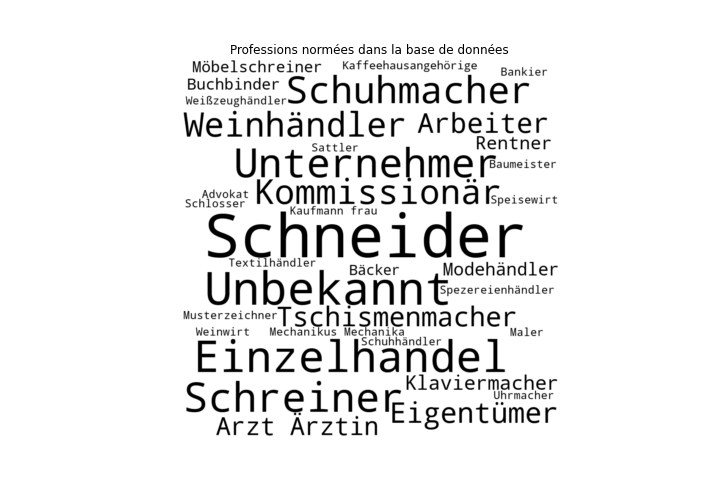 Professions normées dans la base de données
Möbelschreiner
Kaffeehausangehörige
Bankier
Buchbinder
Schuhmacher
Weißzeughändler
Weinhändler
Arbeiter
Rentner
Sattler
Unternehmer
Baumeister
Advokat
Kommissionär
Speisewirt
Schlosser
Kaufmann frau
Schneider
Textilhändler
Bäcker
Modehändler
Unbekannt
Spezereienhändler
Musterzeichner
Tschismenmacher
Weinwirt
Mechanikus Mechanika
Maler
Schuhhändler
Einzelhandel
Klaviermacher
Schreiner
Uhrmacher
Eigentümer
Arzt Ärztin